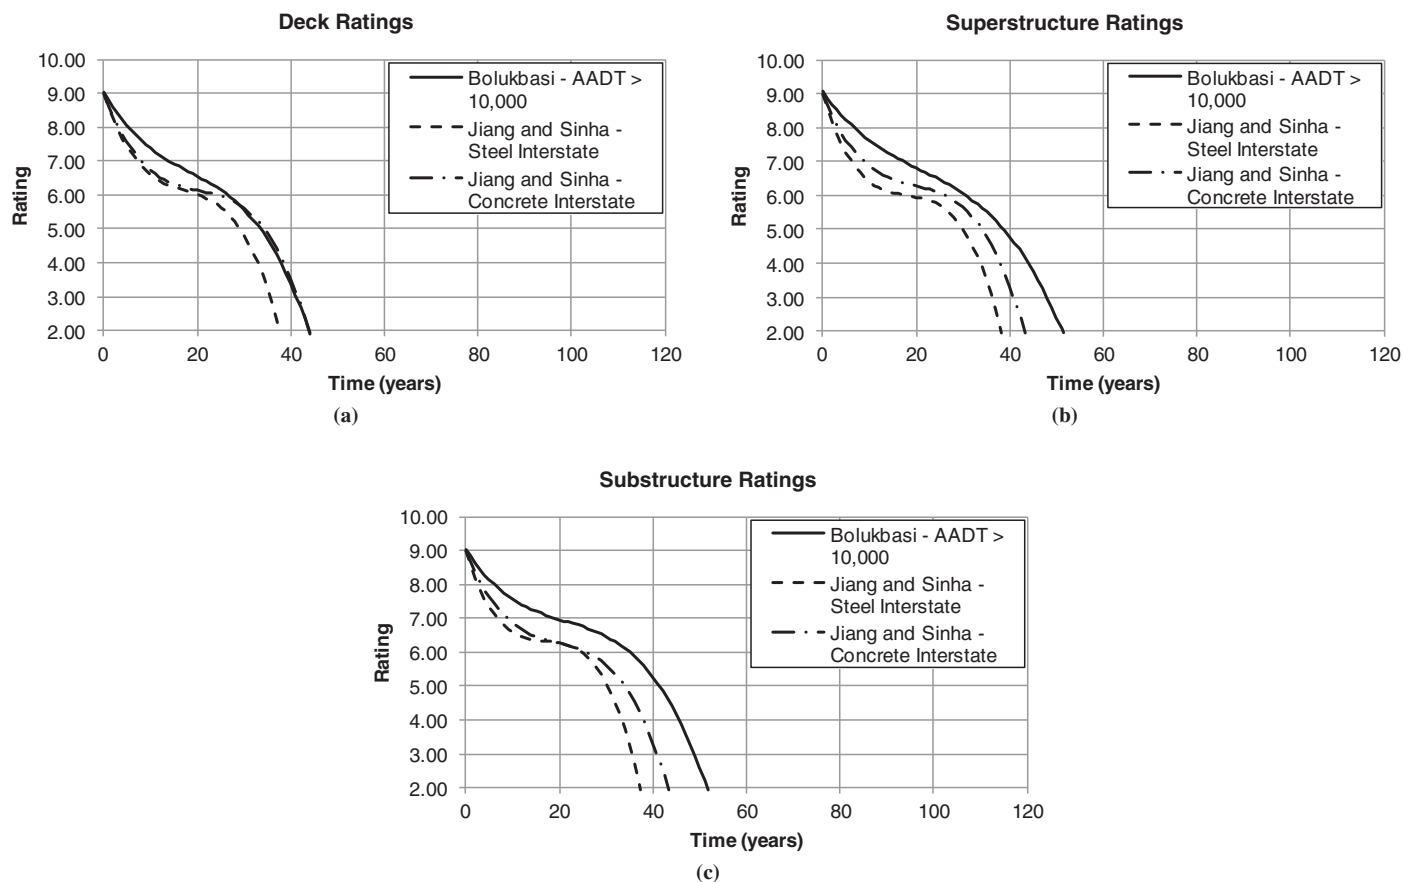 Deck Ratings
10.00
9.00
8.00
7.00
6.00
5.00
4.00
3.00
2.00
Rating
0 20 40 60 80 100 120
Time (years)
Bolukbasi - AADT >
10,000
Jiang and Sinha -
Steel Interstate
Jiang and Sinha -
Concrete Interstate
(a)
Superstructure Ratings
10.00
9.00
8.00
7.00
6.00
5.00
4.00
3.00
2.00
Rating
0 20 40 60 80 100 120
Time (years)
Bolukbasi - AADT >
10,000
Jiang and Sinha -
Steel Interstate
Jiang and Sinha -
Concrete Interstate
(b)
Substructure Ratings
10.00
9.00
8.00
7.00
6.00
5.00
4.00
3.00
2.00
Rating
0 20 40 60 80 100 120
Time (years)
Bolukbasi - AADT >
10,000
Jiang and Sinha -
Steel Interstate
Jiang and Sinha -
Concrete Interstate
(c)